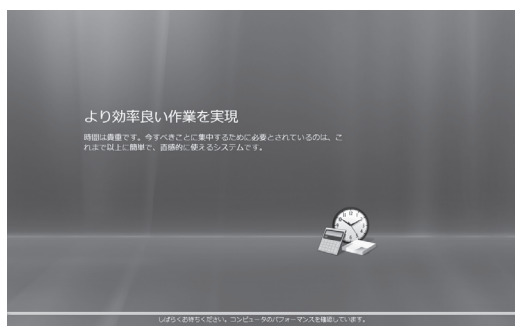 より効率良い作業を実現
時間は貴重です。今すべきことに集中するために必要とされているのは、こ
れまで以上に簡単で、直感的に使えるシステムです。
しばらくお待ちください。コンピュータのパフォーマンスを確認しています。